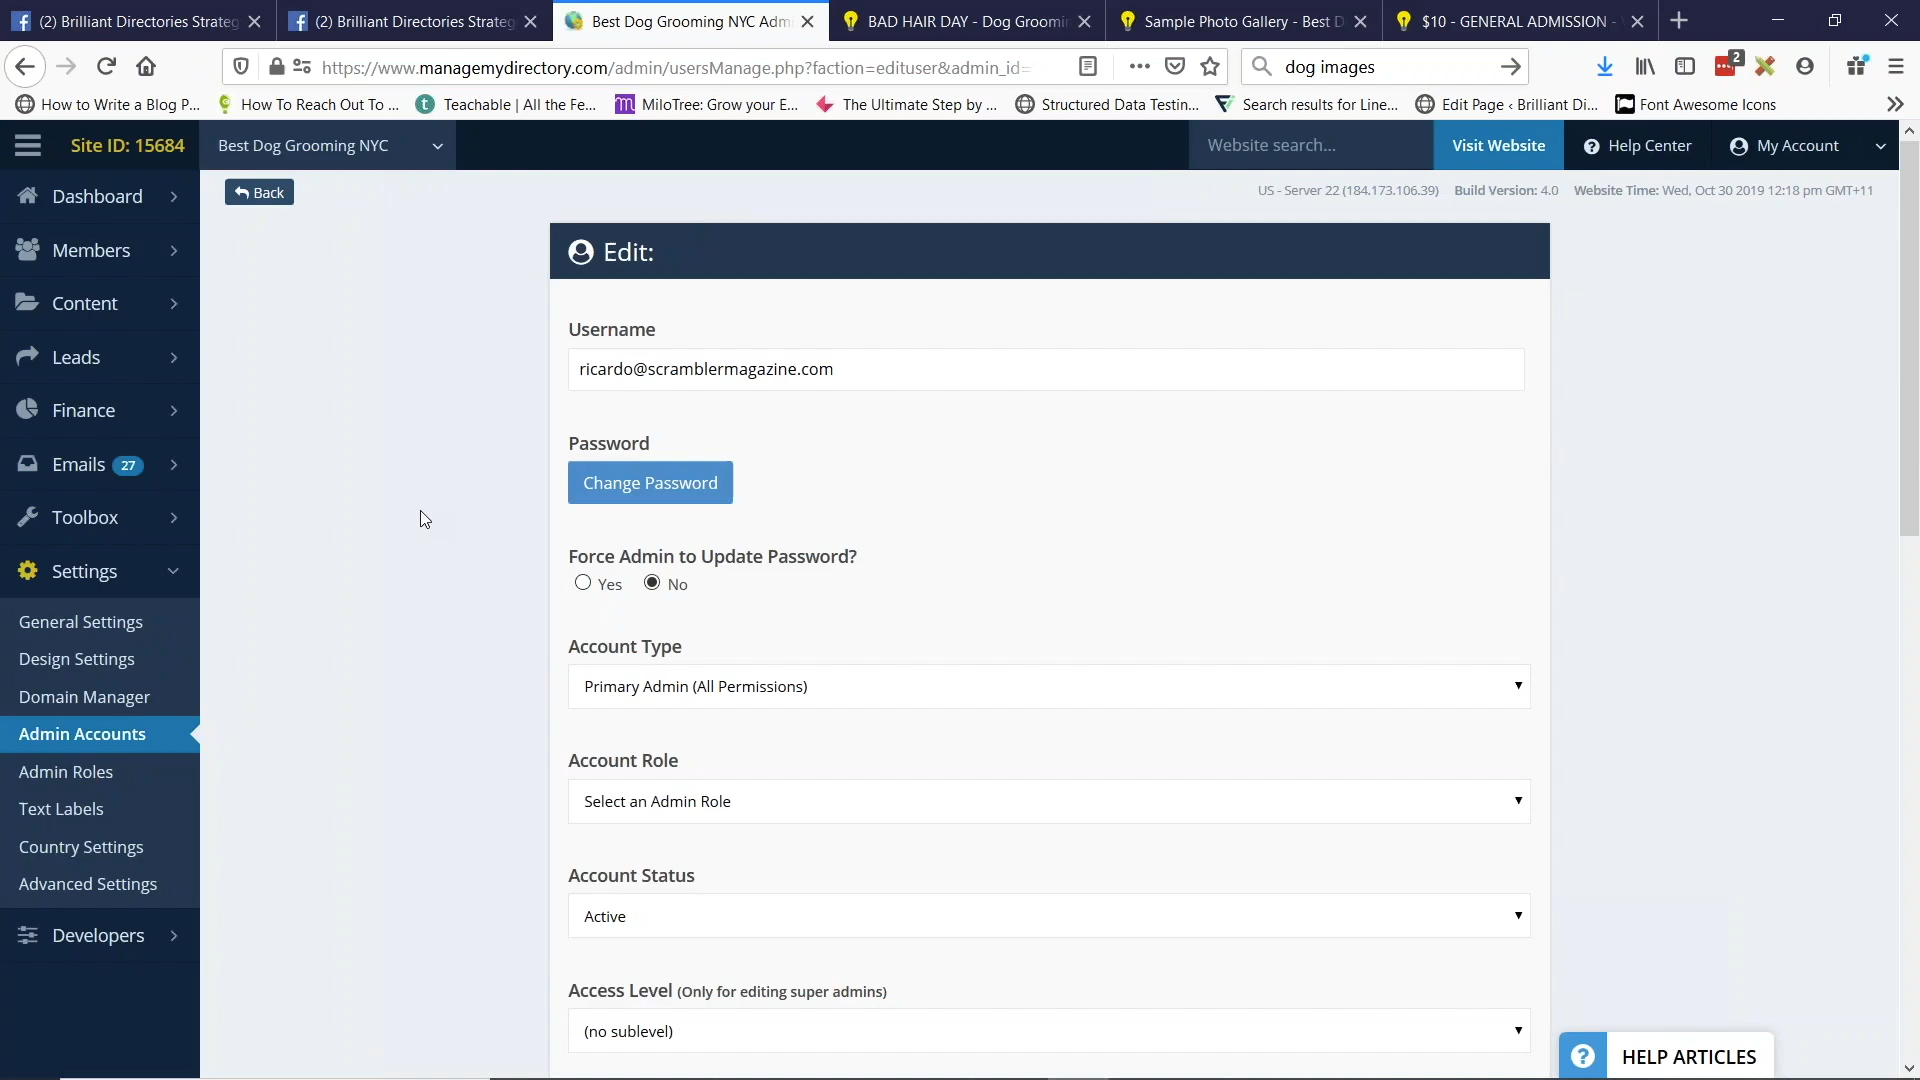 (2) Brilliant Directories Strateg
(2) Brilliant Directories Strateg
Best Dog Grooming NYC Admi
BAD HAIR DAY - Dog Groomin
Sample Photo Gallery - Best D
$10 - GENERAL ADMISSION -
https://www.managemydirectory.com/admin/usersManage.php?faction=edituser&admin_id=
dog images
2
How to Write a Blog P...
How To Reach Out To ...
Teachable | All the Fe...
MiloTree: Grow your E...
The Ultimate Step by ...
Structured Data Testin...
Search results for Line...
Edit Page ‹ Brilliant Di...
Font Awesome Icons
Site ID: 15684
Best Dog Grooming NYC
Website search...
Visit Website
Help Center
My Account
Dashboard
Members
Content
Leads
Finance
Emails 27
Toolbox
Settings
General Settings
Design Settings
Domain Manager
Admin Accounts
Admin Roles
Text Labels
Country Settings
Advanced Settings
Developers
Back
US - Server 22 (184.173.106.39) Build Version: 4.0 Website Time: Wed, Oct 30 2019 12:18 pm GMT+11
Edit:
Username
ricardo@scramblermagazine.com
Password
Change Password
Force Admin to Update Password?
Yes No
Account Type
Primary Admin (All Permissions)
Account Role
Select an Admin Role
Account Status
Active
Access Level (Only for editing super admins)
(no sublevel)
? HELP ARTICLES